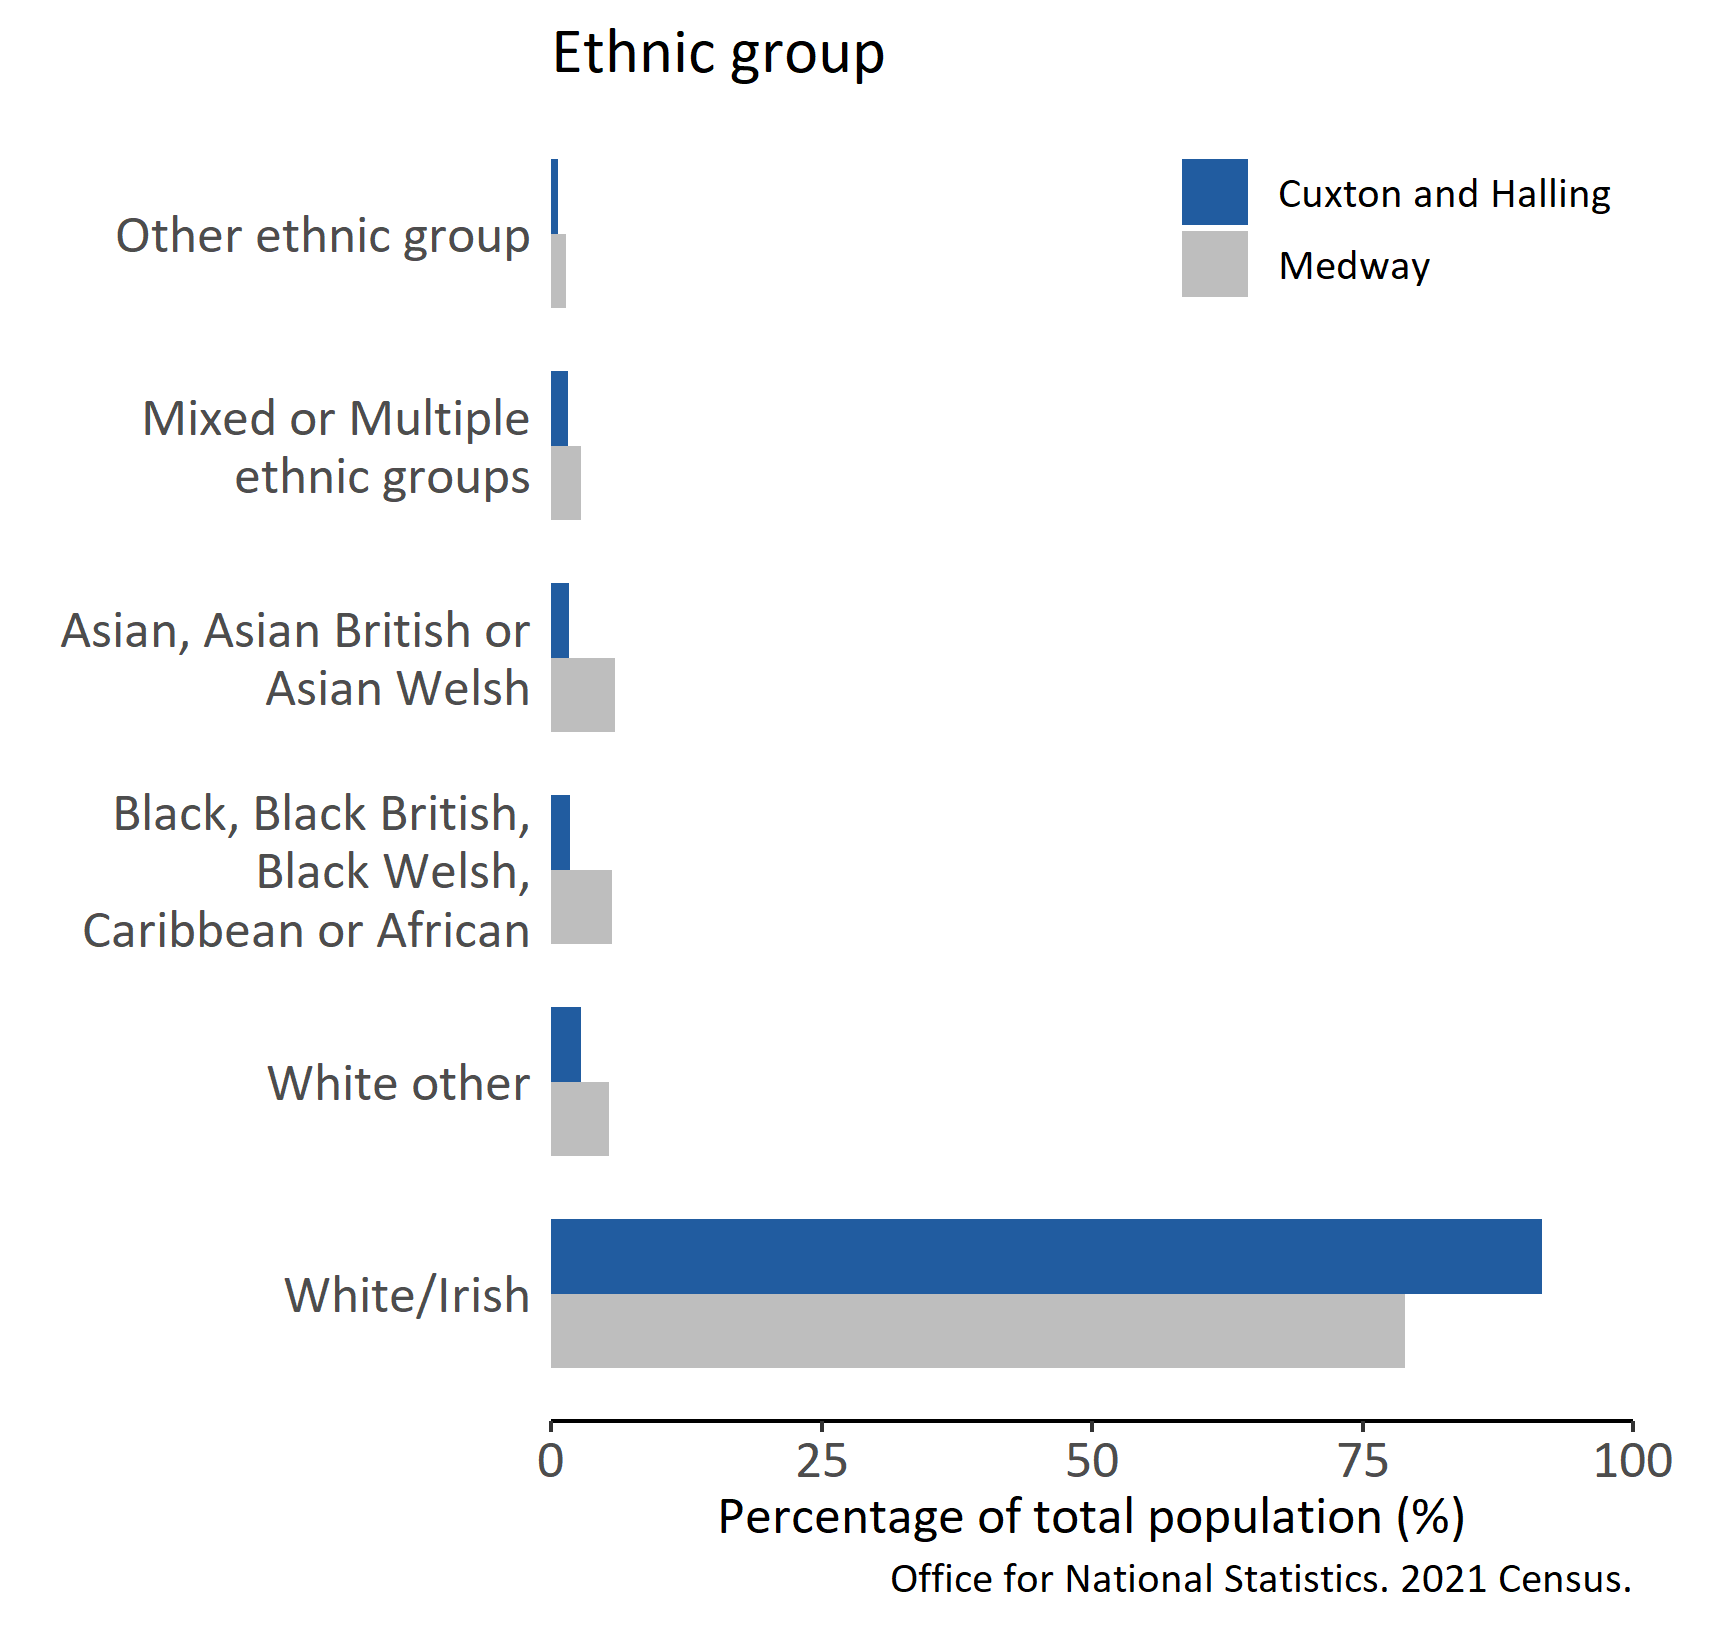 Ethnic group
Cuxton and Halling
Medway
Other ethnic group
Mixed or Multiple
ethnic groups
Asian, Asian British or
Asian Welsh
Black, Black British,
Black Welsh,
Caribbean or African
White other
White/Irish
0 25 50 75 100
Percentage of total population (%)
Office for National Statistics. 2021 Census.